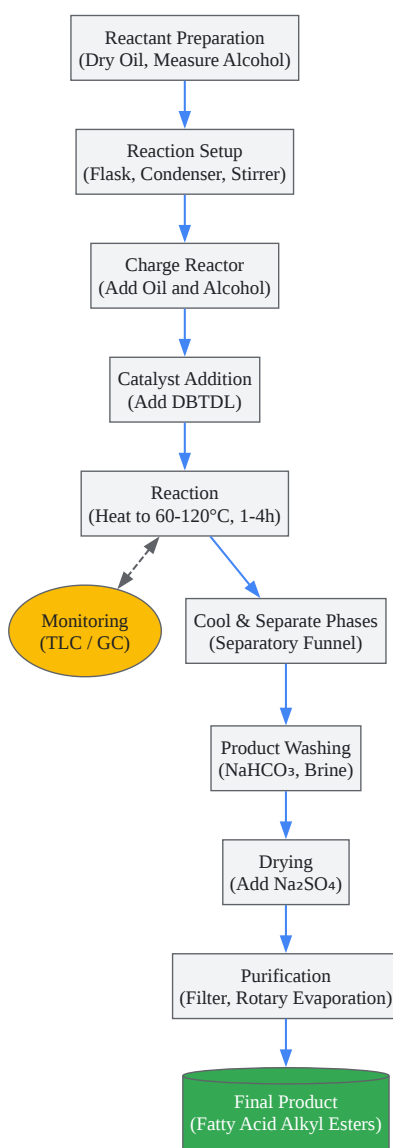 Reactant Preparation
(Dry Oil, Measure Alcohol)
Reaction Setup
(Flask, Condenser, Stirrer)
Charge Reactor
(Add Oil and Alcohol)
Catalyst Addition
(Add DBTDL)
Reaction
(Heat to 60-120°C, 1-4h)
Monitoring
(TLC / GC)
Cool & Separate Phases
(Separatory Funnel)
Product Washing
(NaHCO₃, Brine)
Drying
(Add Na₂SO₄)
Purification
(Filter, Rotary Evaporation)
Final Product
(Fatty Acid Alkyl Esters)